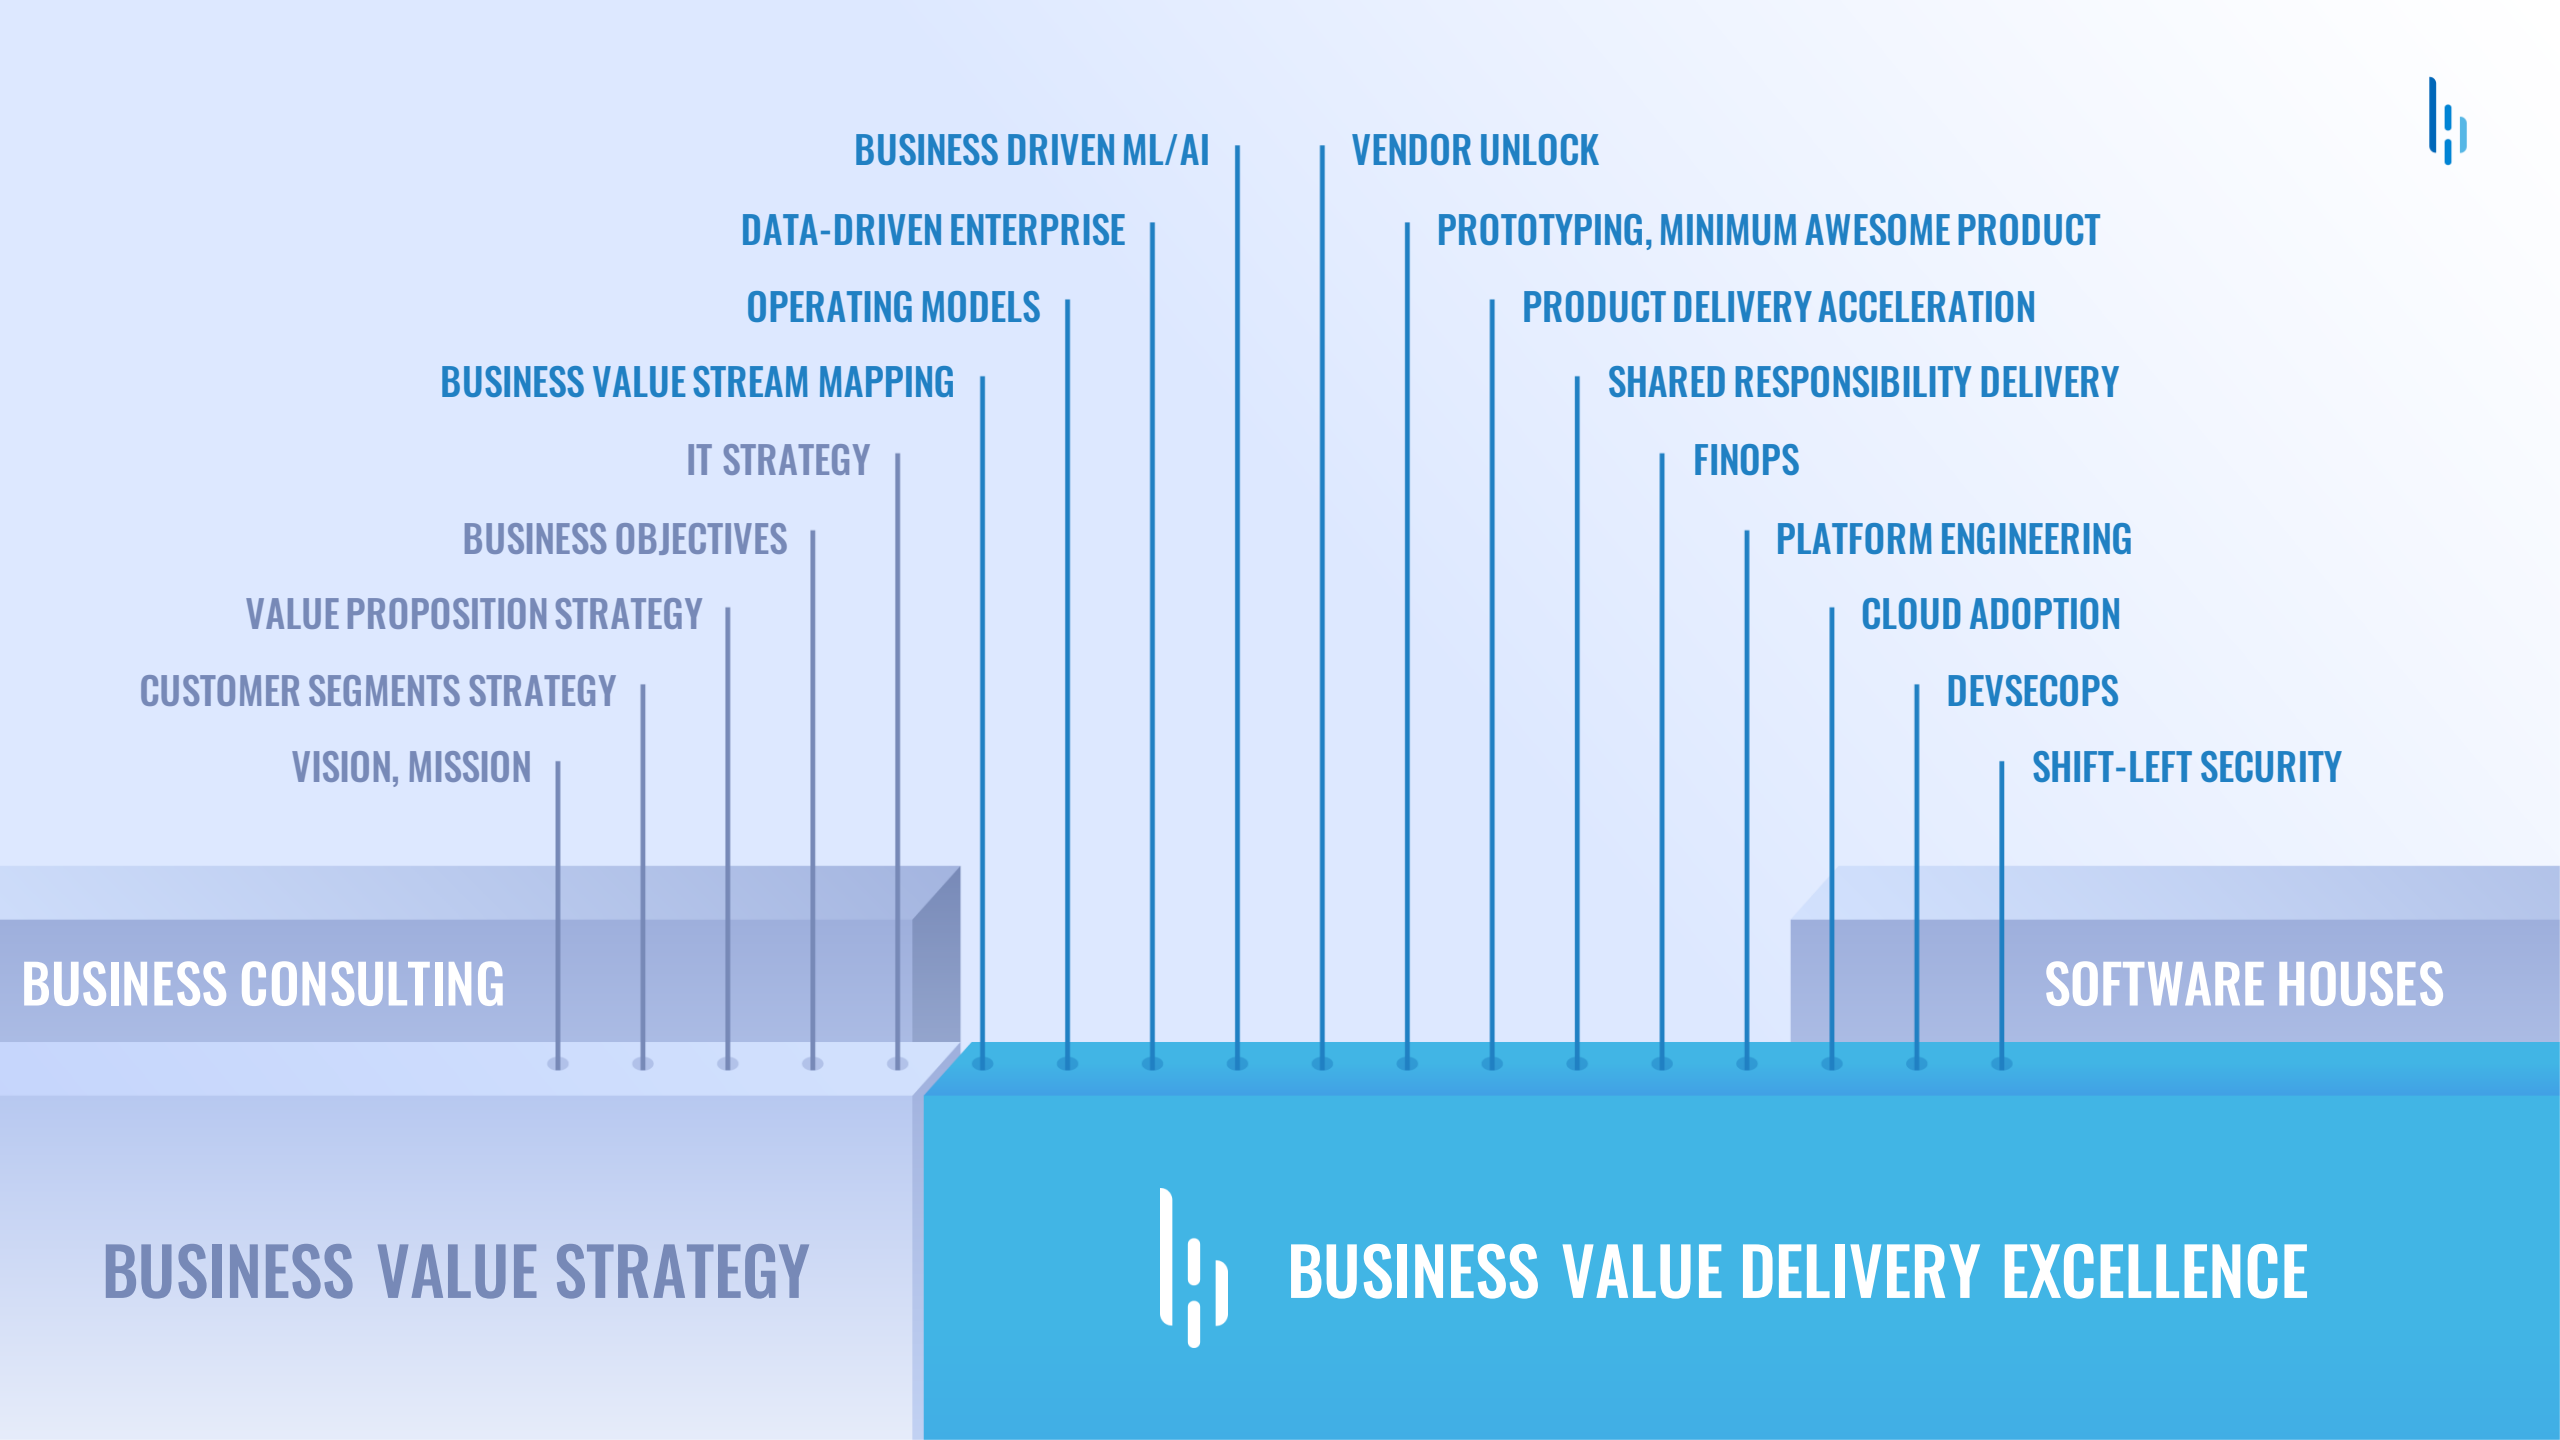 BUSINESS DRIVEN ML/AI
VENDOR UNLOCK
DATA-DRIVEN ENTERPRISE
PROTOTYPING, MINIMUM AWESOME PRODUCT
OPERATING MODELS
PRODUCT DELIVERY ACCELERATION
BUSINESS VALUE STREAM MAPPING
SHARED RESPONSIBILITY DELIVERY
IT STRATEGY
FINOPS
BUSINESS OBJECTIVES
PLATFORM ENGINEERING
VALUE PROPOSITION STRATEGY
CLOUD ADOPTION
CUSTOMER SEGMENTS STRATEGY
DEVSECOPS
VISION, MISSION
SHIFT-LEFT SECURITY
BUSINESS CONSULTING
SOFTWARE HOUSES
BUSINESS VALUE STRATEGY
BUSINESS VALUE DELIVERY EXCELLENCE